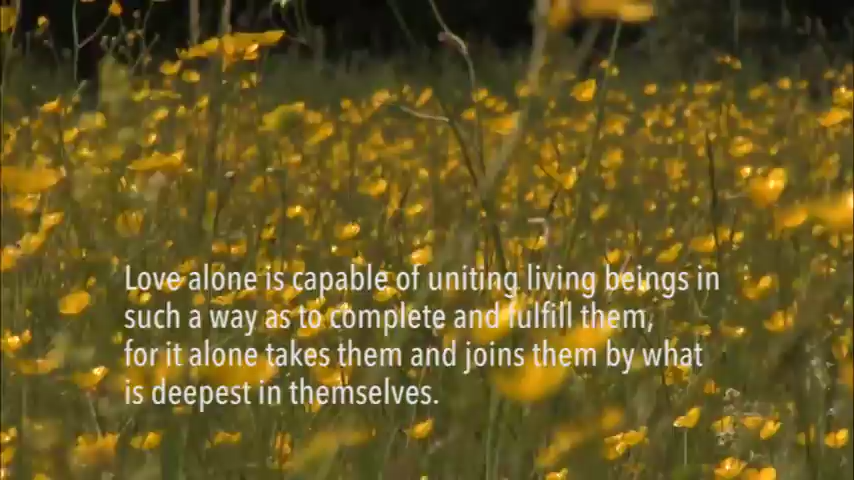 Love alone is capable of uniting living beings in
such a way as to complete and fulfill them,
for it alone takes them and joins them by what
is deepest in themselves.